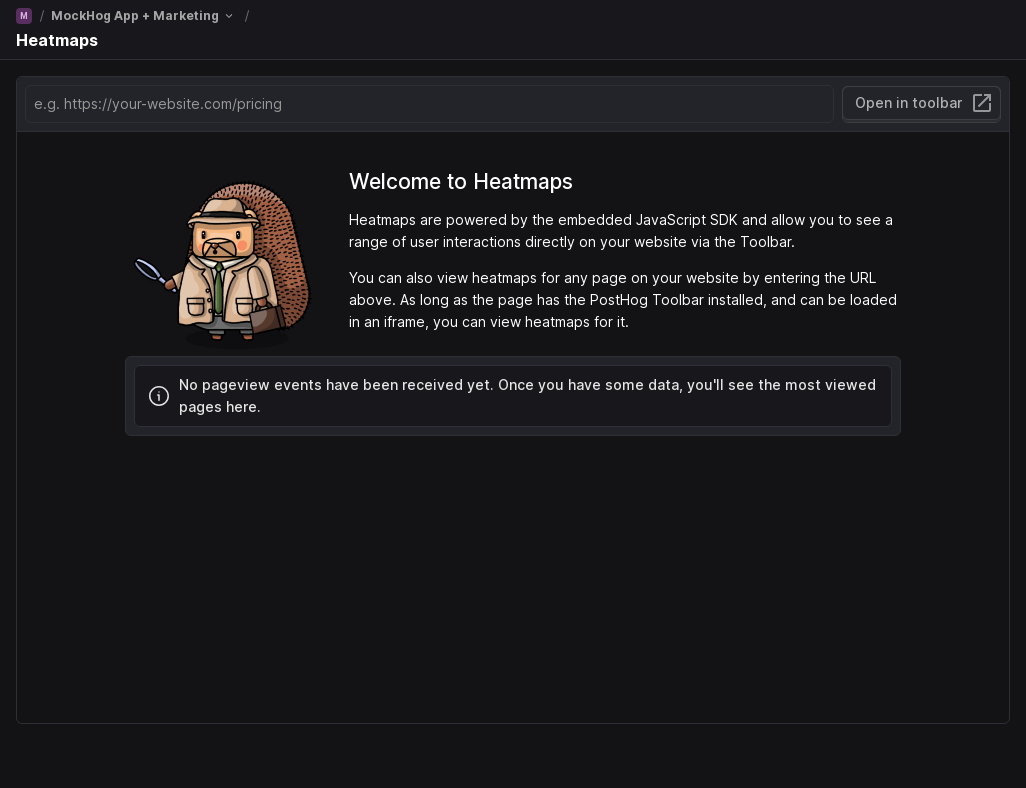 M / MockHog App + Marketing /
Heatmaps
e.g. https://your-website.com/pricing
Open in toolbar
Welcome to Heatmaps
Heatmaps are powered by the embedded JavaScript SDK and allow you to see a
range of user interactions directly on your website via the Toolbar.
You can also view heatmaps for any page on your website by entering the URL
above. As long as the page has the PostHog Toolbar installed, and can be loaded
in an iframe, you can view heatmaps for it.
No pageview events have been received yet. Once you have some data, you'll see the most viewed
pages here.